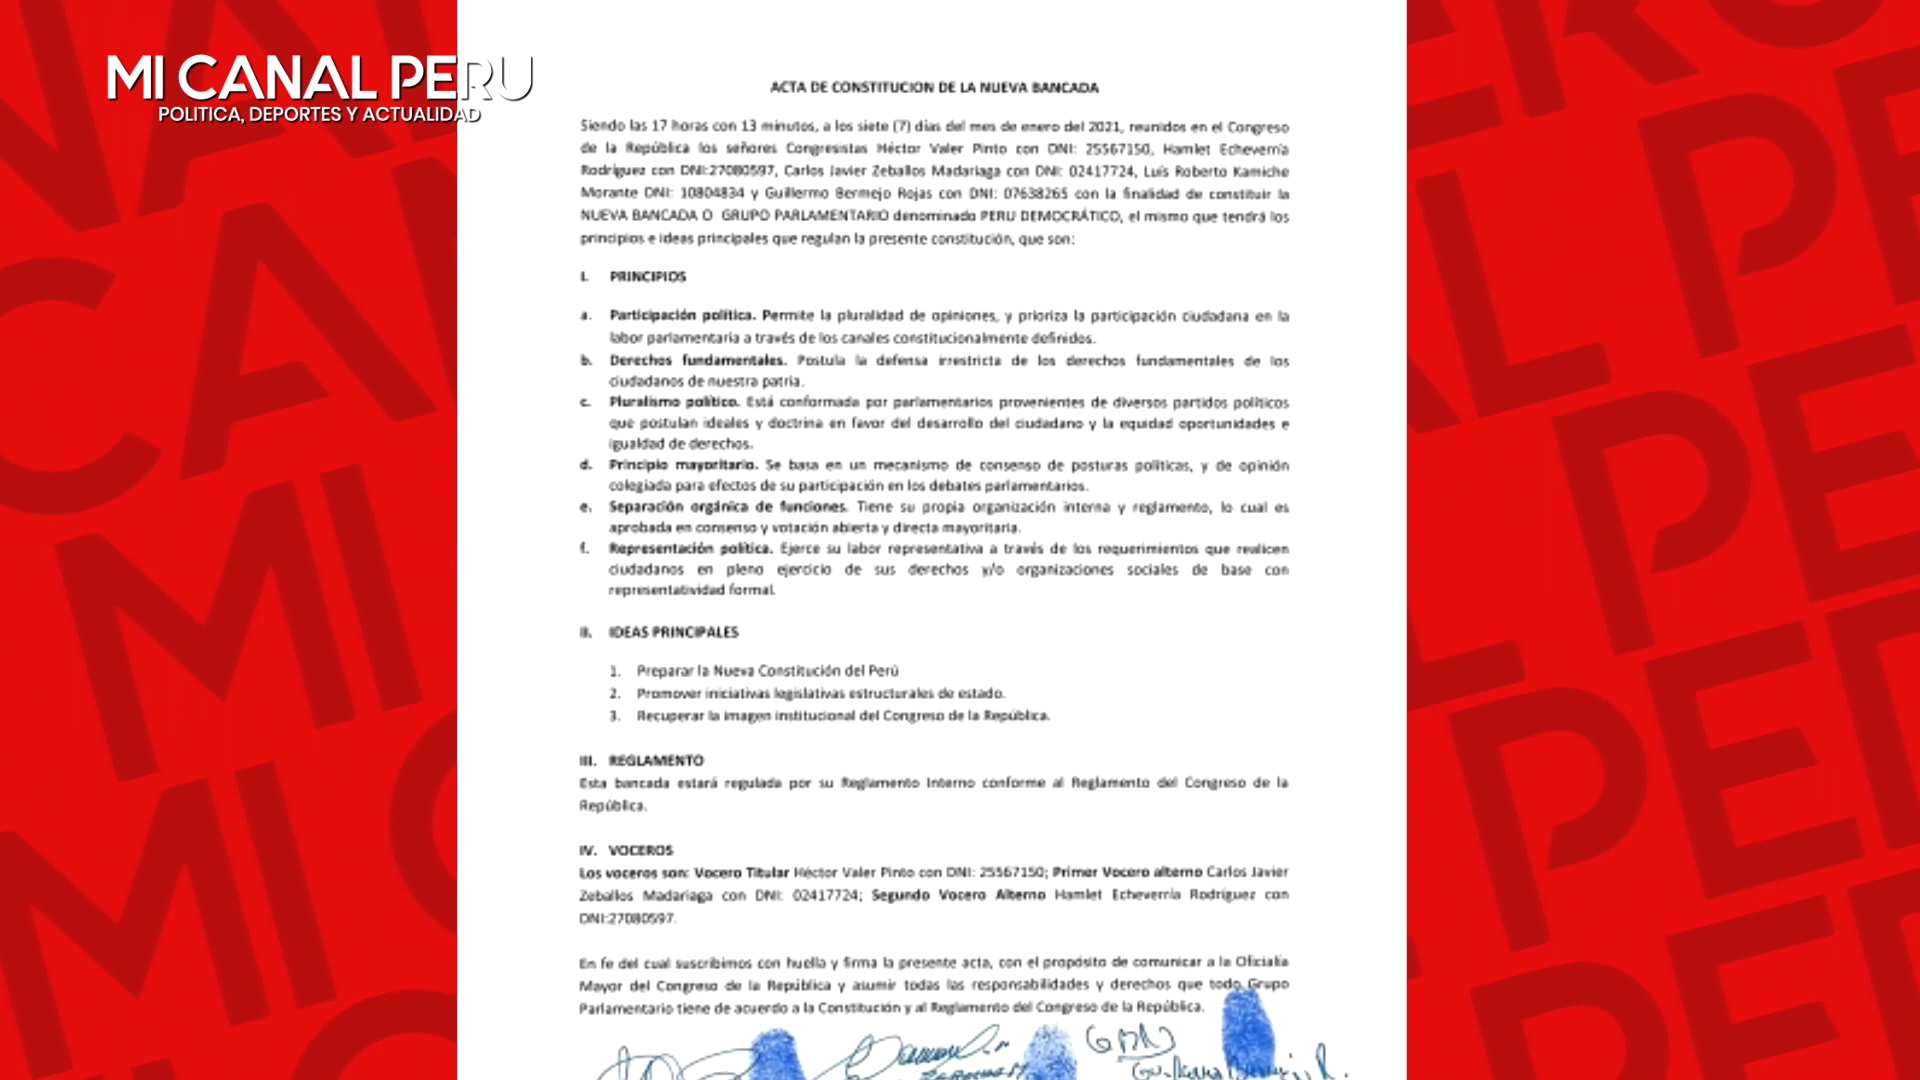 MI CANAL PERU
POLITICA, DEPORTES Y ACTUALIDAD
ACTA DE CONSTITUCION DE LA NUEVA BANCADA
Siendo las 17 horas con 13 minutos, a los siete (7) días del mes de enero del 2021, reunidos en el Congreso
de la República los señores Congresistas Héctor Valer Pinto con DNI: 25567150, Hamlet Echeverría
Rodríguez con DNI:27080597, Carlos Javier Zeballos Madariaga con DNI: 02417724, Luis Roberto Kamiche
Morante DNI: 10804834 y Guillermo Bermejo Rojas con DNI: 07638265 con la finalidad de constituir la
NUEVA BANCADA O GRUPO PARLAMENTARIO denominado PERU DEMOCRÁTICO, el mismo que tendrá los
principios e ideas principales que regulan la presente constitución, que son:
I. PRINCIPIOS
a. Participación política. Permite la pluralidad de opiniones, y prioriza la participación ciudadana en la
labor parlamentaria a través de los canales constitucionalmente definidos.
b. Derechos fundamentales. Postula la defensa irrestricta de los derechos fundamentales de los
ciudadanos de nuestra patria.
c. Pluralismo político. Está conformada por parlamentarios provenientes de diversos partidos políticos
que postulan ideales y doctrina en favor del desarrollo del ciudadano y la equidad oportunidades e
igualdad de derechos.
d. Principio mayoritario. Se basa en un mecanismo de consenso de posturas políticas, y de opinión
colegiada para efectos de su participación en los debates parlamentarios.
e. Separación orgánica de funciones. Tiene su propia organización interna y reglamento, lo cual es
aprobada en consenso y votación abierta y directa mayoritaria.
f. Representación política. Ejerce su labor representativa a través de los requerimientos que realicen
ciudadanos en pleno ejercicio de sus derechos y/o organizaciones sociales de base con
representatividad formal.
II. IDEAS PRINCIPALES
1. Preparar la Nueva Constitución del Perú
2. Promover iniciativas legislativas estructurales de estado.
3. Recuperar la imagen institucional del Congreso de la República.
III. REGLAMENTO
Esta bancada estará regulada por su Reglamento Interno conforme al Reglamento del Congreso de la
República.
IV. VOCEROS
Los voceros son: Vocero Titular Héctor Valer Pinto con DNI: 25567150; Primer Vocero alterno Carlos Javier
Zeballos Madariaga con DNI: 02417724; Segundo Vocero Alterno Hamlet Echeverría Rodríguez con
DNI:27080597.
En fe del cual suscribimos con huella y firma la presente acta, con el propósito de comunicar a la Oficialía
Mayor del Congreso de la República y asumir todas las responsabilidades y derechos que todo Grupo
Parlamentario tiene de acuerdo a la Constitución y al Reglamento del Congreso de la República.